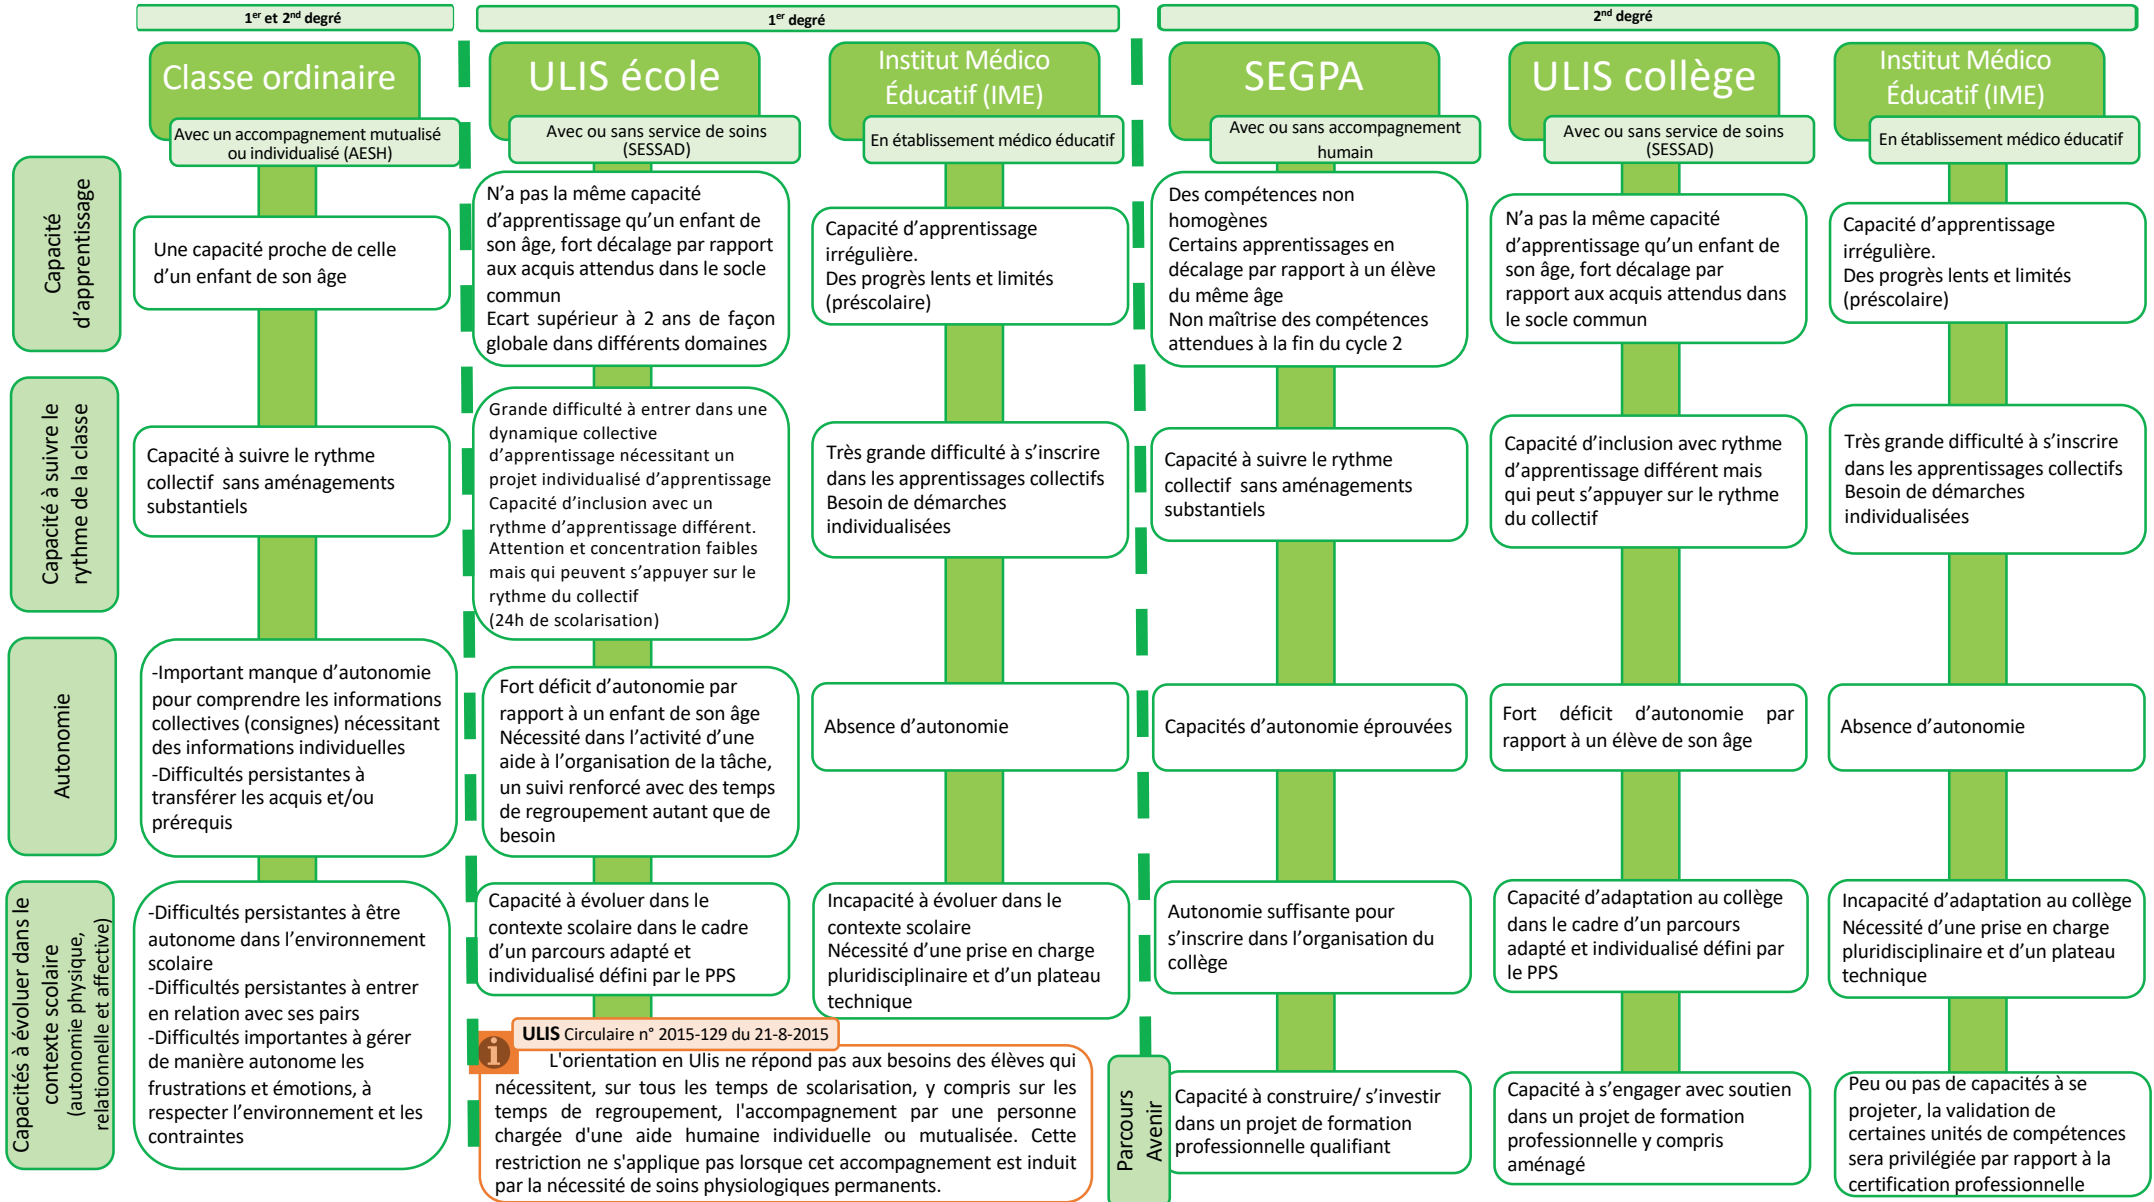 1er et 2nd degré
1er degré
2nd degré
Classe ordinaire
Avec un accompagnement mutualisé
ou individualisé (AESH)
ULIS école
Avec ou sans service de soins
(SESSAD)
Institut Médico
Éducatif (IME)
En établissement médico éducatif
SEGPA
Avec ou sans accompagnement
humain
ULIS collège
Avec ou sans service de soins
(SESSAD)
Institut Médico
Éducatif (IME)
En établissement médico éducatif
Capacité
d'apprentissage
Une capacité proche de celle
d'un enfant de son âge
N'a pas la même capacité
d'apprentissage qu'un enfant de
son âge, fort décalage par rapport
aux acquis attendus dans le socle
commun
Ecart supérieur à 2 ans de façon
globale dans différents domaines
Capacité d'apprentissage
irrégulière.
Des progrès lents et limités
(préscolaire)
Des compétences non
homogènes
Certains apprentissages en
décalage par rapport à un élève
du même âge
Non maîtrise des compétences
attendues à la fin du cycle 2
N'a pas la même capacité
d'apprentissage qu'un enfant de
son âge, fort décalage par
rapport aux acquis attendus dans
le socle commun
Capacité d'apprentissage
irrégulière.
Des progrès lents et limités
(préscolaire)
Capacité à suivre le
rythme de la classe
Capacité à suivre le rythme
collectif sans aménagements
substantiels
Grande difficulté à entrer dans une
dynamique collective
d'apprentissage nécessitant un
projet individualisé d'apprentissage
Capacité d'inclusion avec un
rythme d'apprentissage différent.
Attention et concentration faibles
mais qui peuvent s'appuyer sur le
rythme du collectif
(24h de scolarisation)
Très grande difficulté à s'inscrire
dans les apprentissages collectifs
Besoin de démarches
individualisées
Capacité à suivre le rythme
collectif sans aménagements
substantiels
Capacité d'inclusion avec rythme
d'apprentissage différent mais
qui peut s'appuyer sur le rythme
du collectif
Très grande difficulté à s'inscrire
dans les apprentissages collectifs
Besoin de démarches
individualisées
Autonomie
-Important manque d'autonomie
pour comprendre les informations
collectives (consignes) nécessitant
des informations individuelles
-Difficultés persistantes à
transférer les acquis et/ou
prérequis
Fort déficit d'autonomie par
rapport à un enfant de son âge
Nécessité dans l'activité d'une
aide à l'organisation de la tâche,
un suivi renforcé avec des temps
de regroupement autant que de
besoin
Absence d'autonomie
Capacités d'autonomie éprouvées
Fort déficit d'autonomie par
rapport à un élève de son âge
Absence d'autonomie
Capacités à évoluer dans le
contexte scolaire
(autonomie physique,
relationnelle et affective)
-Difficultés persistantes à être
autonome dans l'environnement
scolaire
-Difficultés persistantes à entrer
en relation avec ses pairs
-Difficultés importantes à gérer
de manière autonome les
frustrations et émotions, à
respecter l'environnement et les
contraintes
Capacité à évoluer dans le
contexte scolaire dans le cadre
d'un parcours adapté et
individualisé défini par le PPS
Incapacité à évoluer dans le
contexte scolaire
Nécessité d'une prise en charge
pluridisciplinaire et d'un plateau
technique
Autonomie suffisante pour
s'inscrire dans l'organisation du
collège
Capacité d'adaptation au collège
dans le cadre d'un parcours
adapté et individualisé défini par
le PPS
Incapacité d'adaptation au collège
Nécessité d'une prise en charge
pluridisciplinaire et d'un plateau
technique
i
ULIS Circulaire n° 2015-129 du 21-8-2015
L'orientation en Ulis ne répond pas aux besoins des élèves qui
nécessitent, sur tous les temps de scolarisation, y compris sur les
temps de regroupement, l'accompagnement par une personne
chargée d'une aide humaine individuelle ou mutualisée. Cette
restriction ne s'applique pas lorsque cet accompagnement est induit
par la nécessité de soins physiologiques permanents.
Parcours
Avenir
Capacité à construire/ s'investir
dans un projet de formation
professionnelle qualifiant
Capacité à s'engager avec soutien
dans un projet de formation
professionnelle y compris
aménagé
Peu ou pas de capacités à se
projeter, la validation de
certaines unités de compétences
sera privilégiée par rapport à la
certification professionnelle